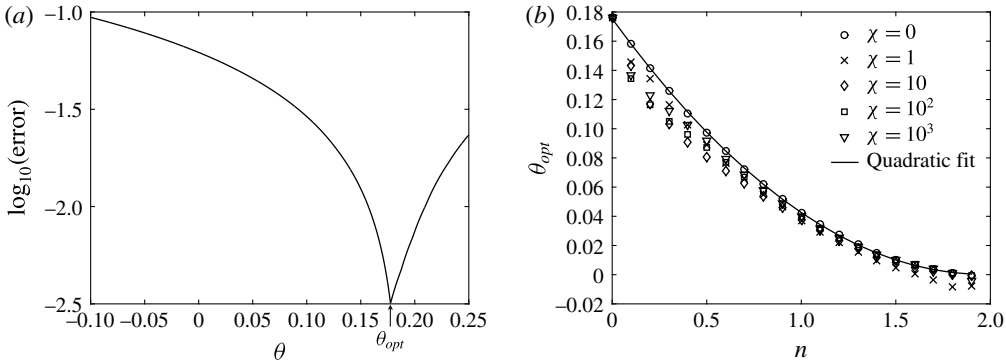 (a)
−1.0
−1.5
−2.0
−2.5
log10(error)
−0.10 −0.05 0 0.05 0.10 0.15 0.20 0.25
θopt
θ
(b)
0.18
0.16
0.14
0.12
0.10
0.08
0.06
0.04
0.02
0
−0.02
θopt
χ = 0
χ = 1
χ = 10
χ = 10²
χ = 10³
Quadratic fit
0 0.5 1.0 1.5 2.0
n